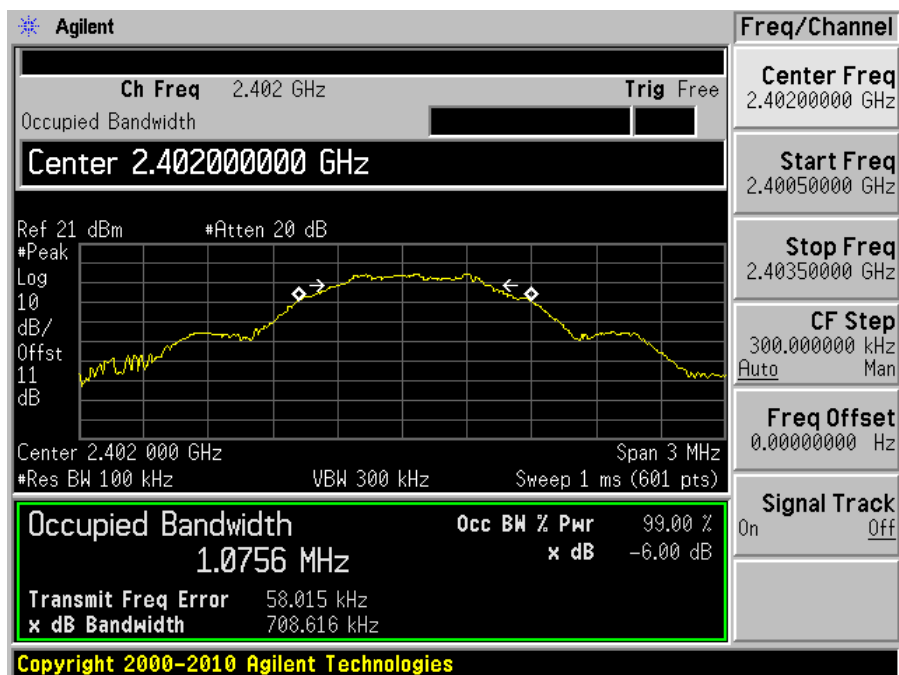 Agilent
Freq/Channel
Ch Freq 2.402 GHz Trig Free
Occupied Bandwidth
Center 2.402000000 GHz
Ref 21 dBm #Atten 20 dB
#Peak
Log
10
dB/
Offst
11
dB
Center 2.402 000 GHz Span 3 MHz
#Res BW 100 kHz VBW 300 kHz Sweep 1 ms (601 pts)
Occupied Bandwidth
1.0756 MHz
Occ BW % Pwr 99.00 %
x dB -6.00 dB
Transmit Freq Error 58.015 kHz
x dB Bandwidth 708.616 kHz
Copyright 2000-2010 Agilent Technologies
Center Freq
2.40200000 GHz
Start Freq
2.40050000 GHz
Stop Freq
2.40350000 GHz
CF Step
300.000000 kHz
Auto Man
Freq Offset
0.00000000 Hz
Signal Track
On Off